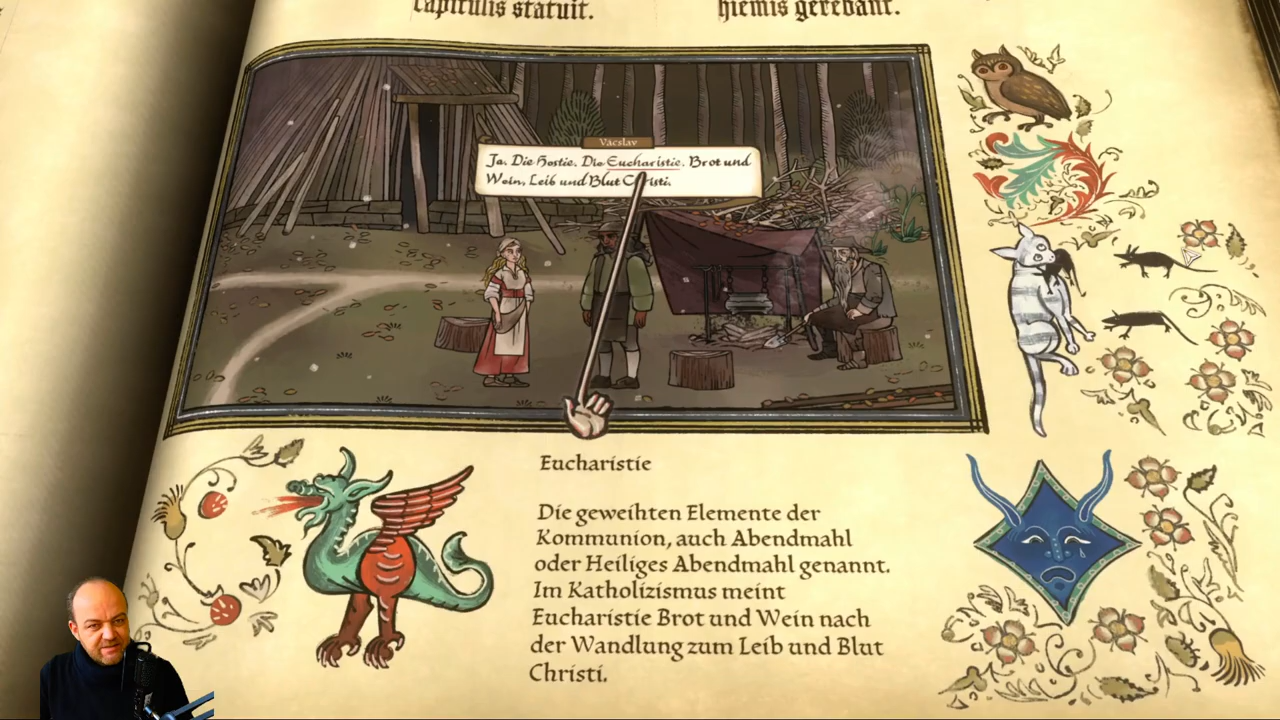 capitulis statuit.
hiemis gerebant.
Vácslav
Ja. Die Hostie. Die Eucharistie. Brot und
Wein, Leib und Blut Christi.
Eucharistie
Die geweihten Elemente der
Kommunion, auch Abendmahl
oder Heiliges Abendmahl genannt.
Im Katholizismus meint
Eucharistie Brot und Wein nach
der Wandlung zum Leib und Blut
Christi.